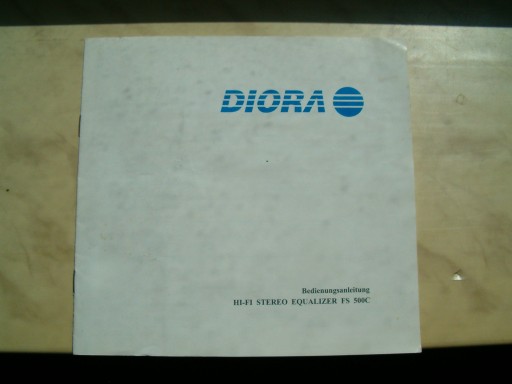 DIORA
Bedienungsanleitung
HI-FI STEREO EQUALIZER FS 500C